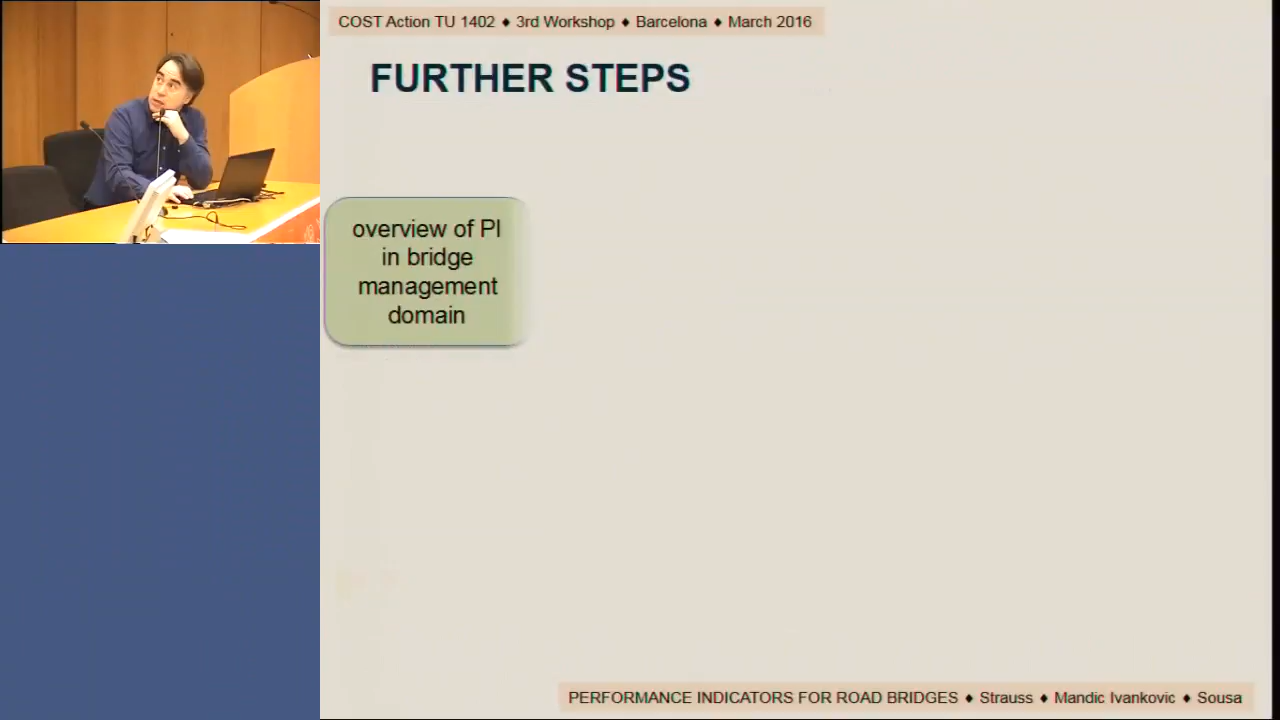 COST Action TU 1402 ♦ 3rd Workshop ♦ Barcelona ♦ March 2016
FURTHER STEPS
overview of PI
in bridge
management
domain
PERFORMANCE INDICATORS FOR ROAD BRIDGES ♦ Strauss ♦ Mandic Ivankovic ♦ Sousa